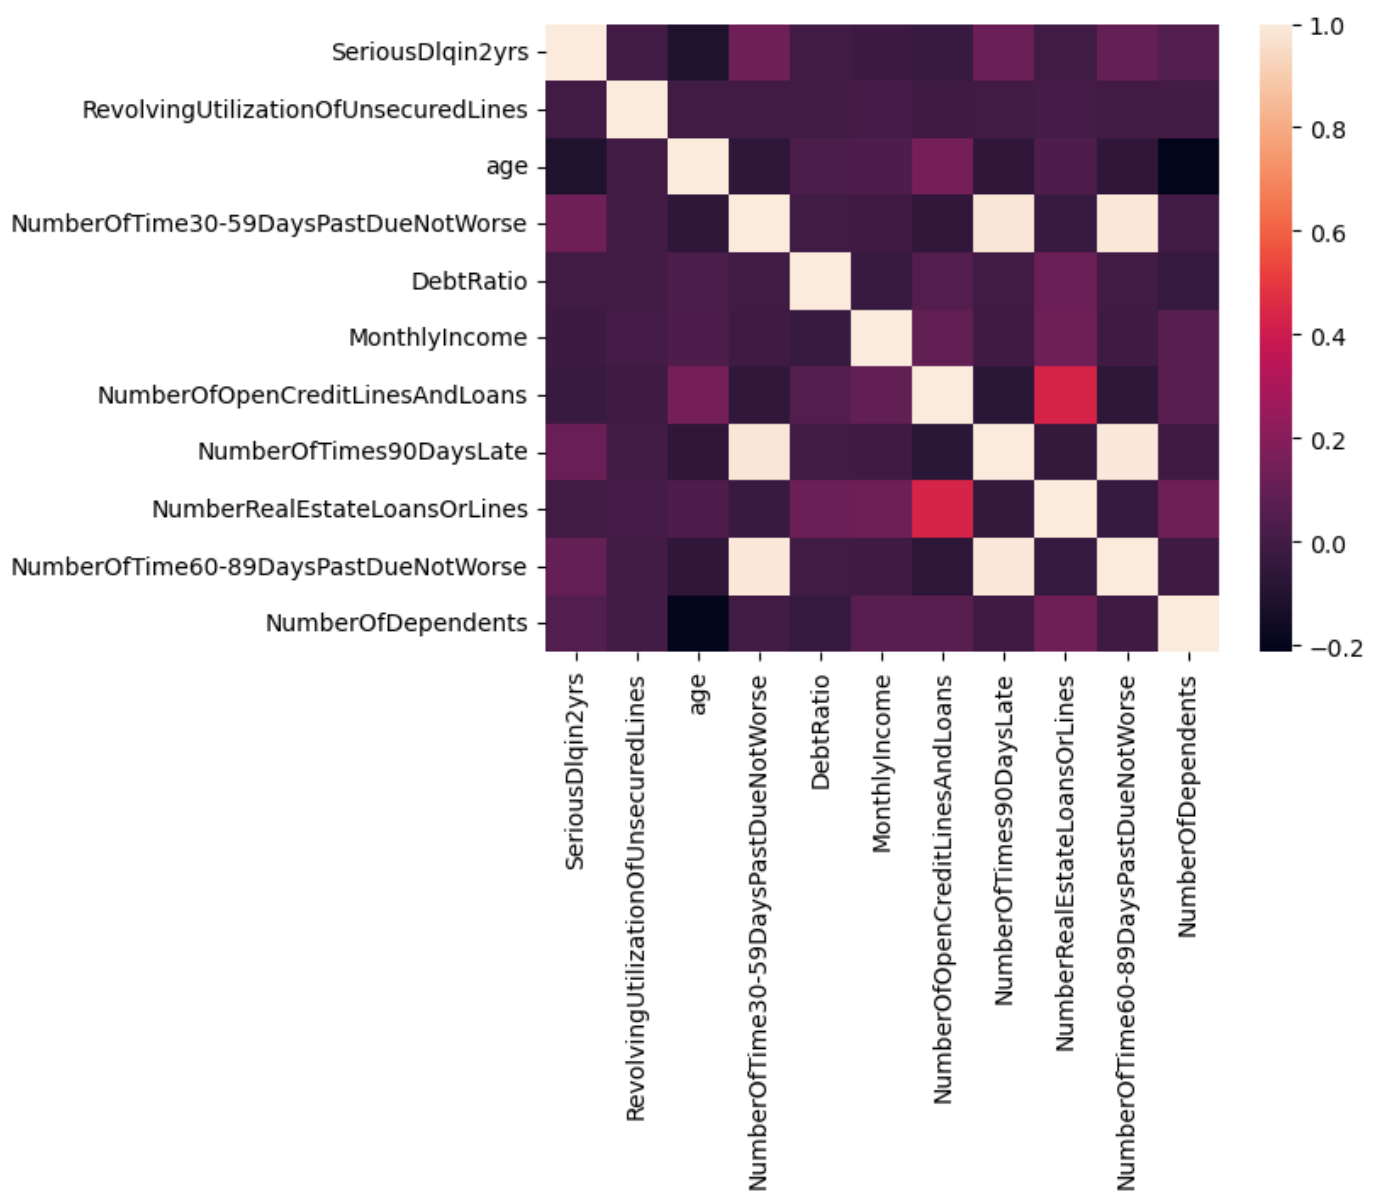 SeriousDlqin2yrs
RevolvingUtilizationOfUnsecuredLines
age
NumberOfTime30-59DaysPastDueNotWorse
DebtRatio
MonthlyIncome
NumberOfOpenCreditLinesAndLoans
NumberOfTimes90DaysLate
NumberRealEstateLoansOrLines
NumberOfTime60-89DaysPastDueNotWorse
NumberOfDependents
SeriousDlqin2yrs
RevolvingUtilizationOfUnsecuredLines
age
NumberOfTime30-59DaysPastDueNotWorse
DebtRatio
MonthlyIncome
NumberOfOpenCreditLinesAndLoans
NumberOfTimes90DaysLate
NumberRealEstateLoansOrLines
NumberOfTime60-89DaysPastDueNotWorse
NumberOfDependents
1.0
0.8
0.6
0.4
0.2
0.0
−0.2